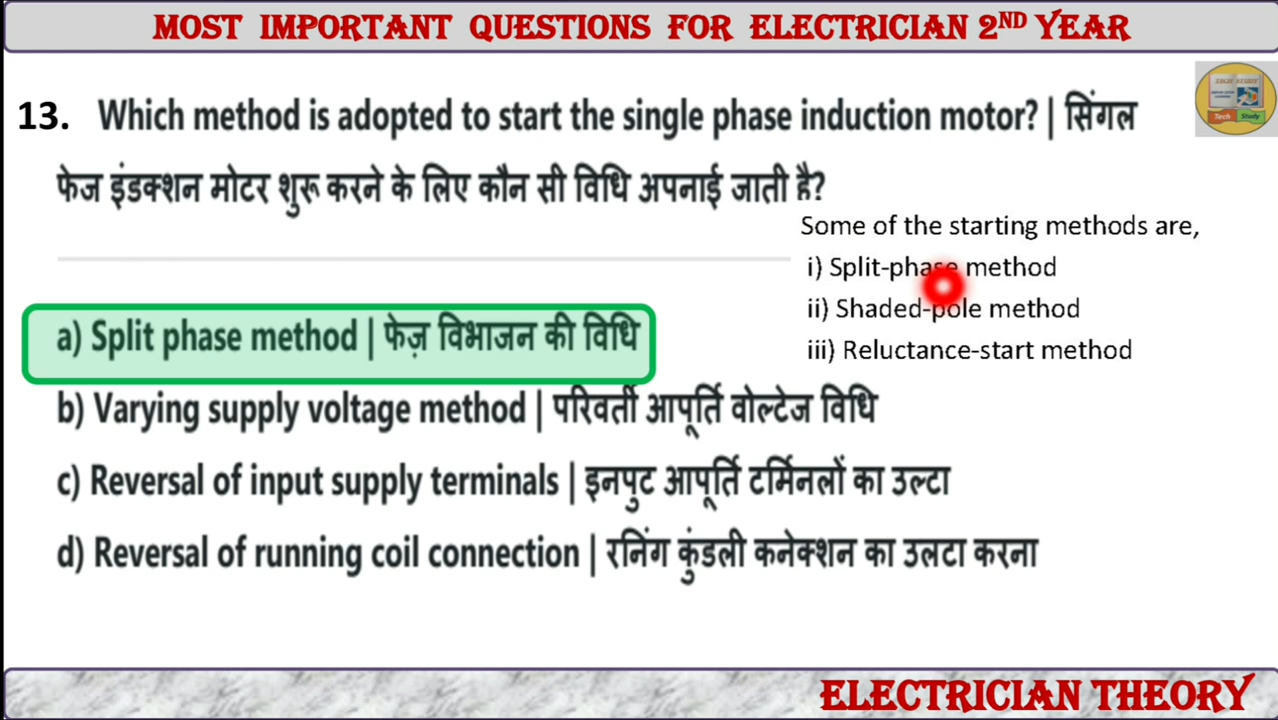 MOST IMPORTANT QUESTIONS FOR ELECTRICIAN 2ND YEAR
13. Which method is adopted to start the single phase induction motor? | सिंगल
फेज इंडक्शन मोटर शुरू करने के लिए कौन सी विधि अपनाई जाती है?
Some of the starting methods are,
i) Split-phase method
ii) Shaded-pole method
iii) Reluctance-start method
a) Split phase method | फेज़ विभाजन की विधि
b) Varying supply voltage method | परिवर्ती आपूर्ति वोल्टेज विधि
c) Reversal of input supply terminals | इनपुट आपूर्ति टर्मिनलों का उल्टा
d) Reversal of running coil connection | रनिंग कुंडली कनेक्शन का उलटा करना
TECH STUDY
Tech Study
ELECTRICIAN THEORY